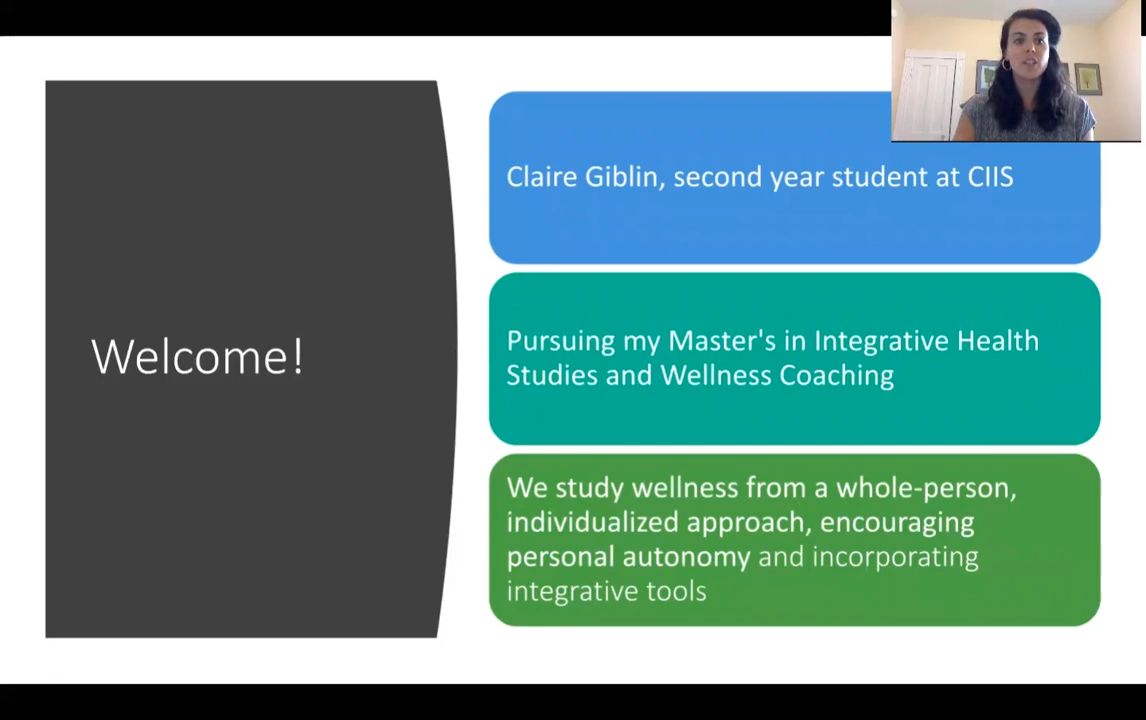 Welcome!
Claire Giblin, second year student at CIIS
Pursuing my Master's in Integrative Health
Studies and Wellness Coaching
We study wellness from a whole-person,
individualized approach, encouraging
personal autonomy and incorporating
integrative tools